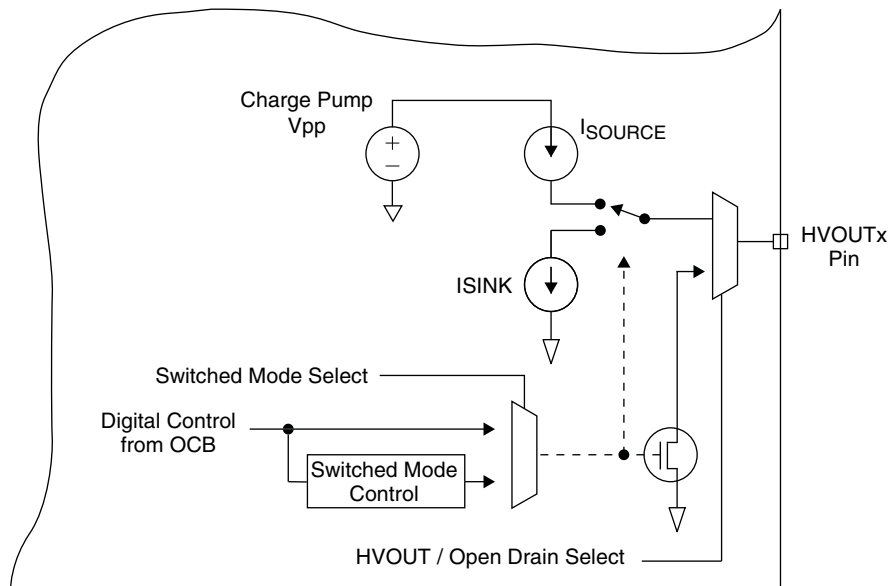 Charge Pump
Vpp
+
–
ISOURCE
HVOUTx
Pin
ISINK
Switched Mode Select
Digital Control
from OCB
Switched Mode
Control
HVOUT / Open Drain Select